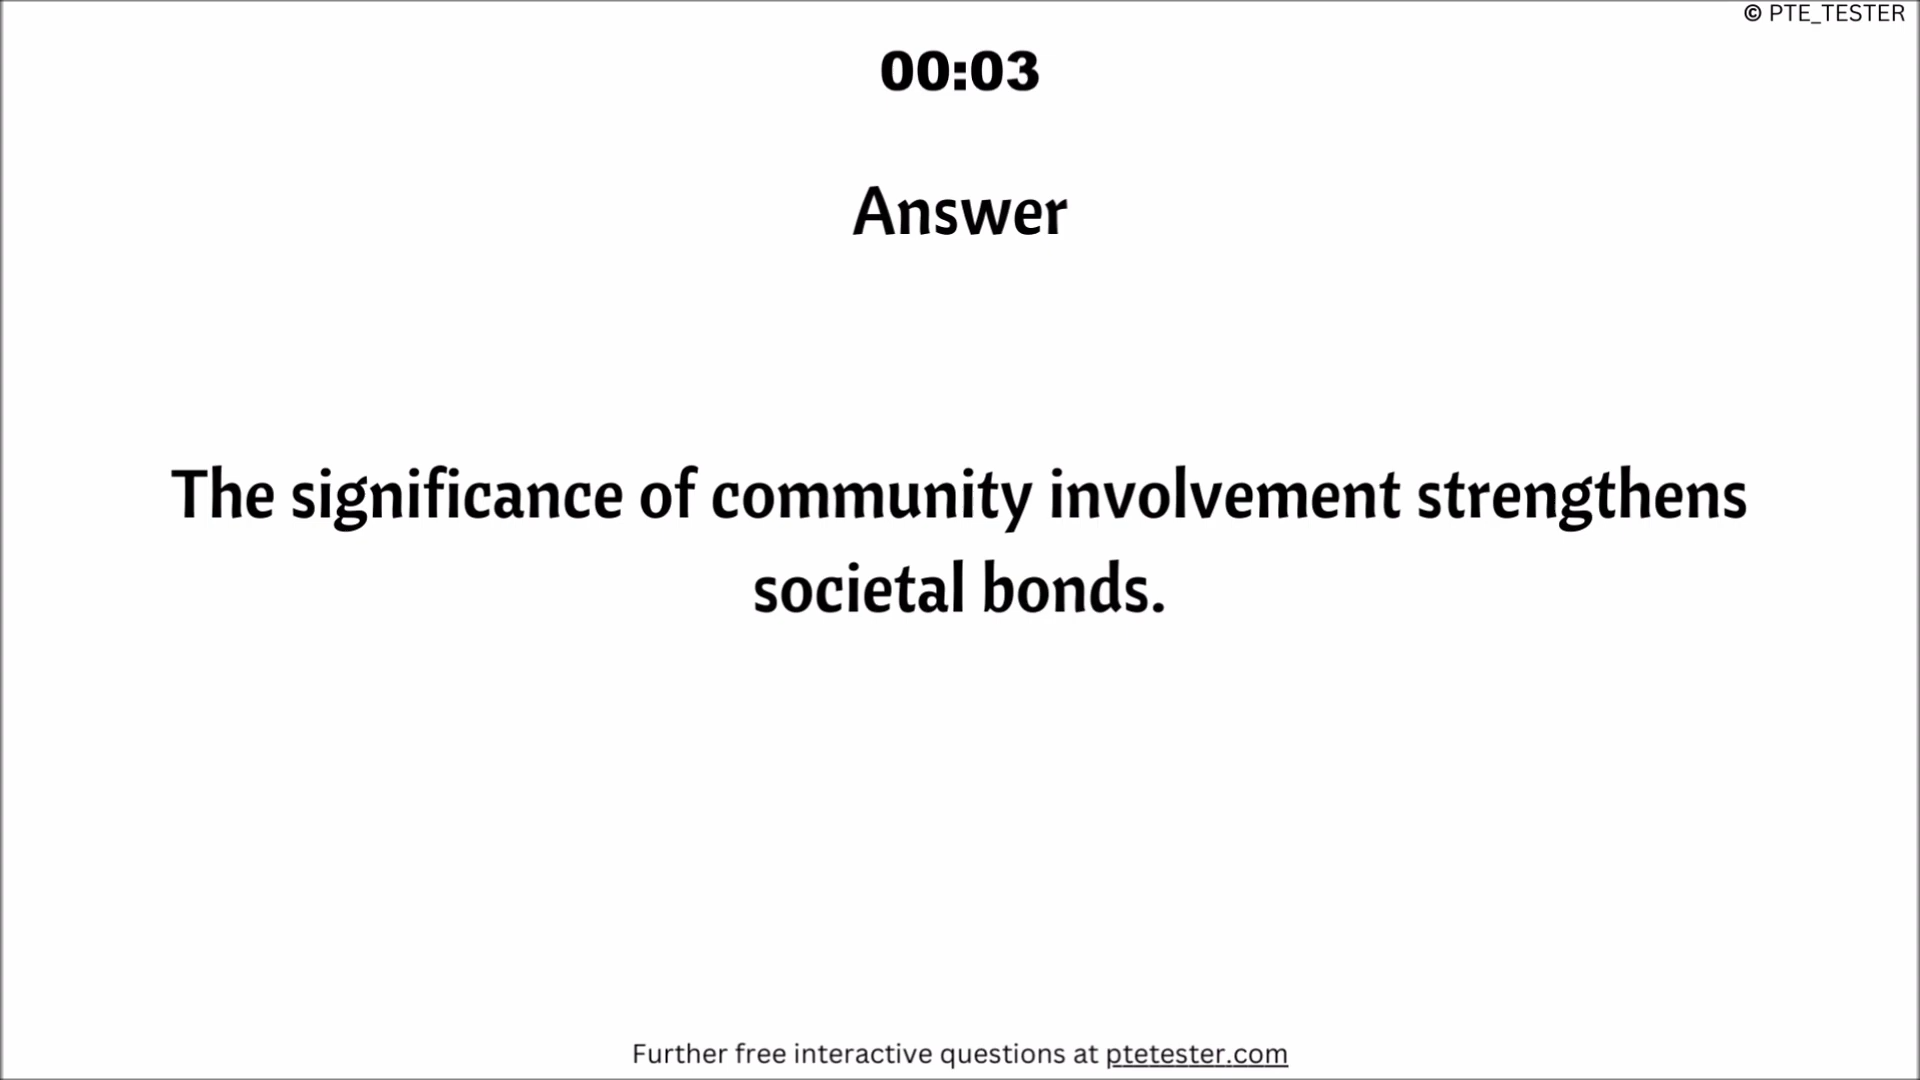 © PTE_TESTER
00:03
Answer
The significance of community involvement strengthens
societal bonds.
Further free interactive questions at ptetester.com